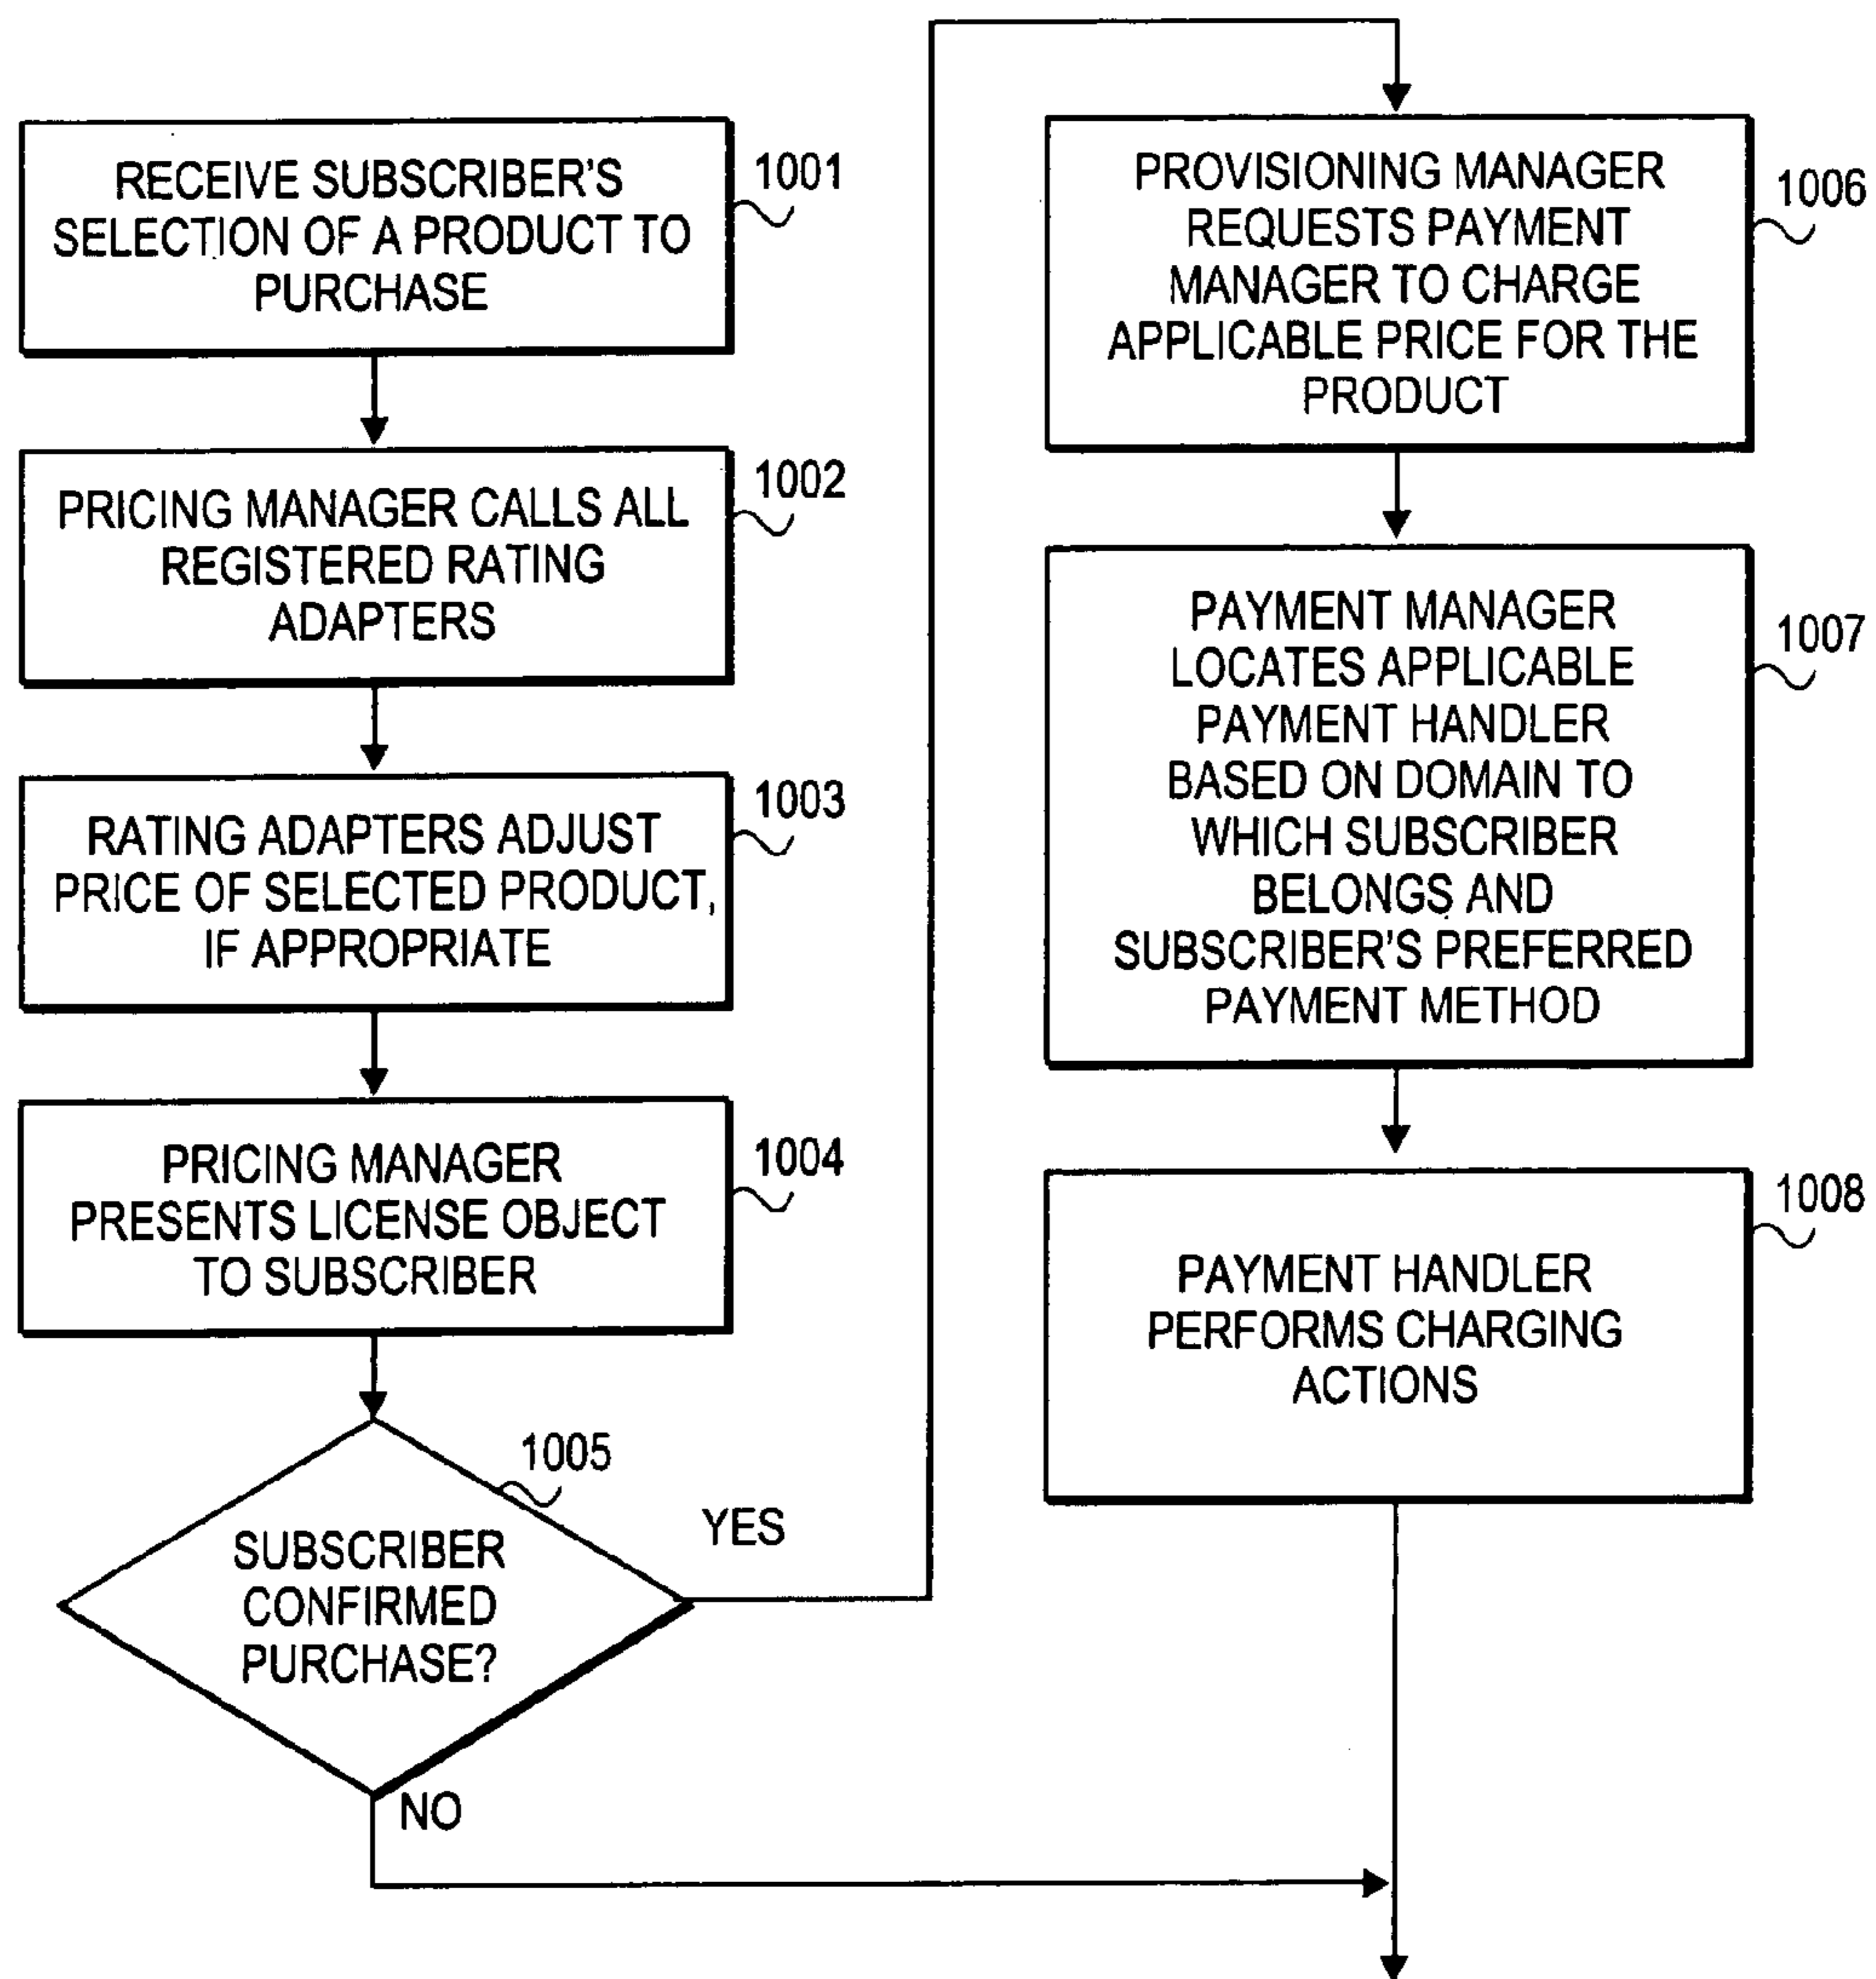 RECEIVE SUBSCRIBER'S
SELECTION OF A PRODUCT TO
PURCHASE
1001
PRICING MANAGER CALLS ALL
REGISTERED RATING
ADAPTERS
1002
RATING ADAPTERS ADJUST
PRICE OF SELECTED PRODUCT,
IF APPROPRIATE
1003
PRICING MANAGER
PRESENTS LICENSE OBJECT
TO SUBSCRIBER
1004
SUBSCRIBER
CONFIRMED
PURCHASE?
1005
YES
NO
PROVISIONING MANAGER
REQUESTS PAYMENT
MANAGER TO CHARGE
APPLICABLE PRICE FOR THE
PRODUCT
1006
PAYMENT MANAGER
LOCATES APPLICABLE
PAYMENT HANDLER
BASED ON DOMAIN TO
WHICH SUBSCRIBER
BELONGS AND
SUBSCRIBER'S PREFERRED
PAYMENT METHOD
1007
PAYMENT HANDLER
PERFORMS CHARGING
ACTIONS
1008